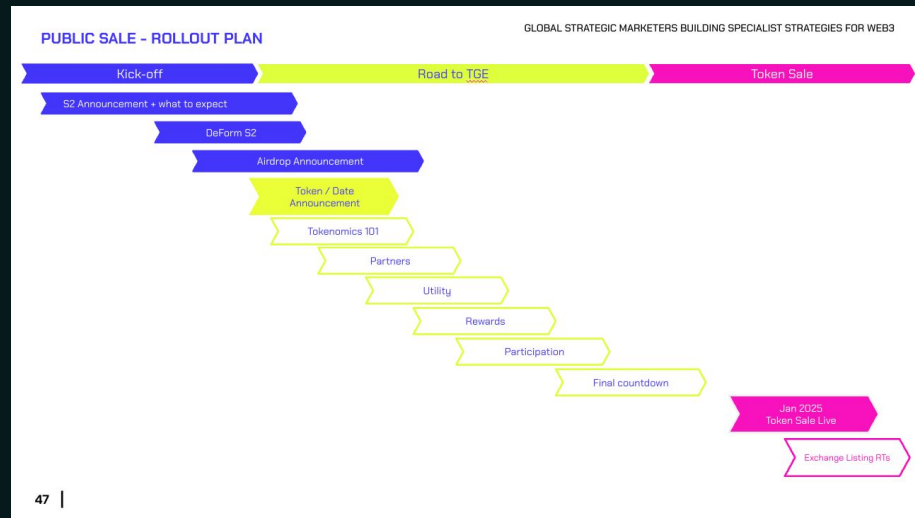 PUBLIC SALE - ROLLOUT PLAN
GLOBAL STRATEGIC MARKETERS BUILDING SPECIALIST STRATEGIES FOR WEB3
Kick-off
Road to TGE
Token Sale
S2 Announcement + what to expect
DeForm S2
Airdrop Announcement
Token / Date
Announcement
Tokenomics 101
Partners
Utility
Rewards
Participation
Final countdown
Jan 2025
Token Sale Live
Exchange Listing RTs
47